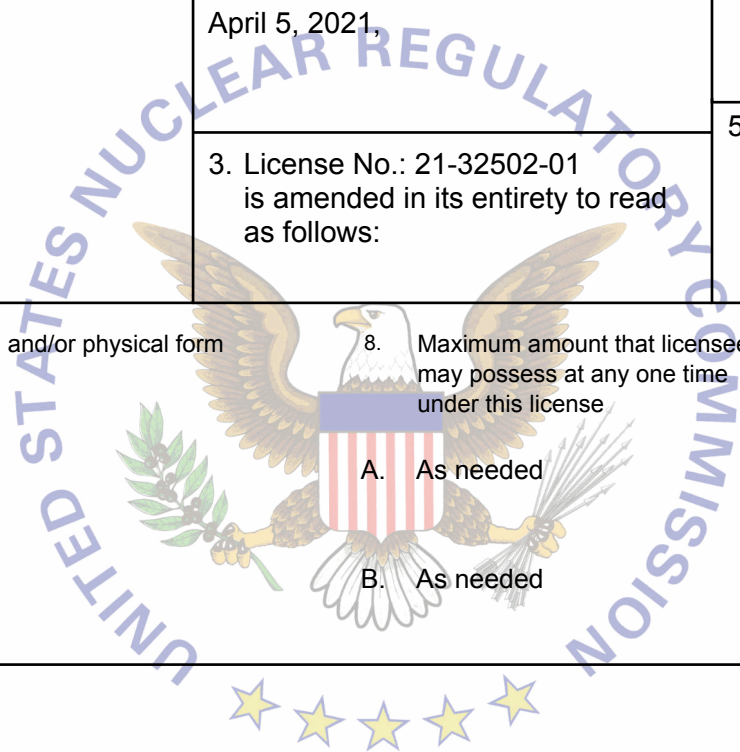 April 5, 2021,
5
3. License No.: 21-32502-01
is amended in its entirety to read
as follows:
and/or physical form
8. Maximum amount that licensee
may possess at any one time
under this license
A. As needed
B. As needed
UNITED STATES NUCLEAR REGULATORY COMMISSION